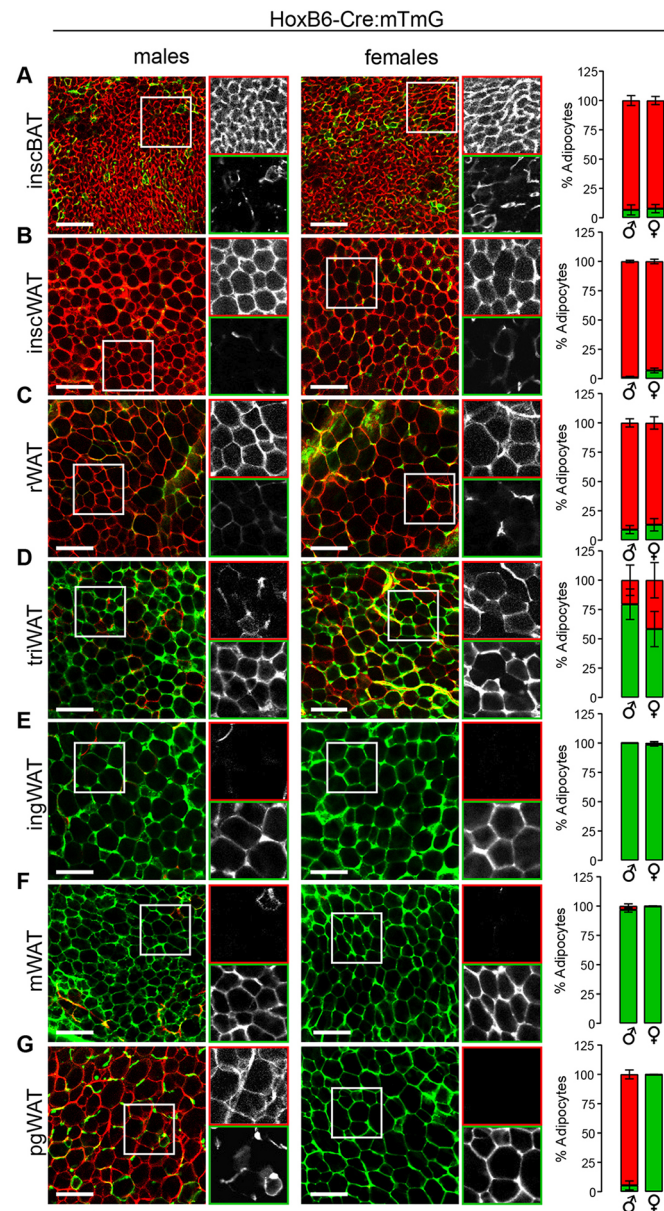 HoxB6-Cre:mTmG
males females
A
inscBAT
125
100
75
50
25
0
% Adipocytes
♂ ♀
B
inscWAT
125
100
75
50
25
0
% Adipocytes
♂ ♀
C
rWAT
125
100
75
50
25
0
% Adipocytes
♂ ♀
D
triWAT
125
100
75
50
25
0
% Adipocytes
♂ ♀
E
ingWAT
125
100
75
50
25
0
% Adipocytes
♂ ♀
F
mWAT
125
100
75
50
25
0
% Adipocytes
♂ ♀
G
pgWAT
125
100
75
50
25
0
% Adipocytes
♂ ♀